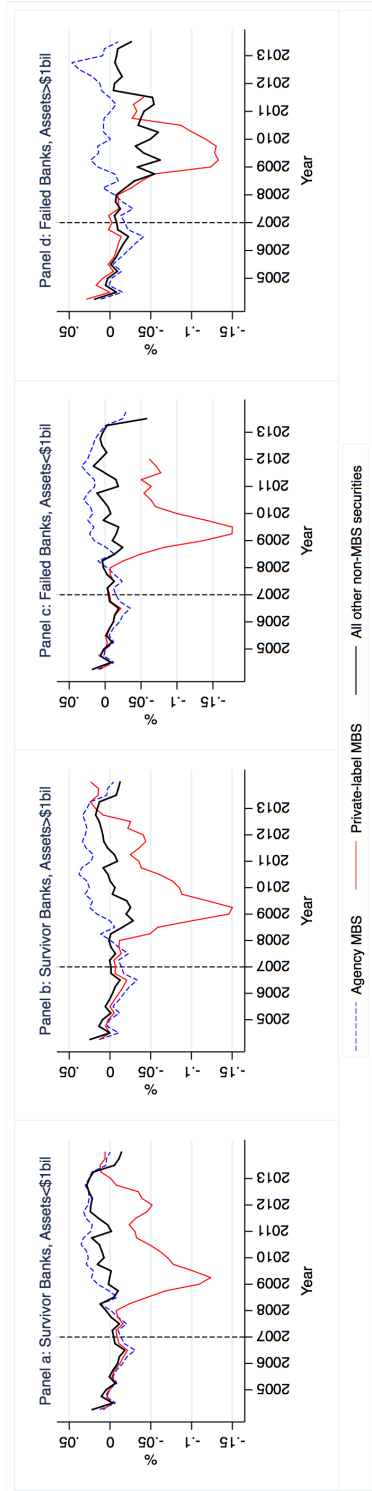 Panel a: Survivor Banks, Assets<$1bil
.05
0
-.05
-.1
-.15
%
2005 2006 2007 2008 2009 2010 2011 2012 2013
Year
Panel b: Survivor Banks, Assets>$1bil
.05
0
-.05
-.1
-.15
%
2005 2006 2007 2008 2009 2010 2011 2012 2013
Year
Panel c: Failed Banks, Assets<$1bil
.05
0
-.05
-.1
-.15
%
2005 2006 2007 2008 2009 2010 2011 2012 2013
Year
Panel d: Failed Banks, Assets>$1bil
.05
0
-.05
-.1
-.15
%
2005 2006 2007 2008 2009 2010 2011 2012 2013
Year
Agency MBS Private-label MBS All other non-MBS securities